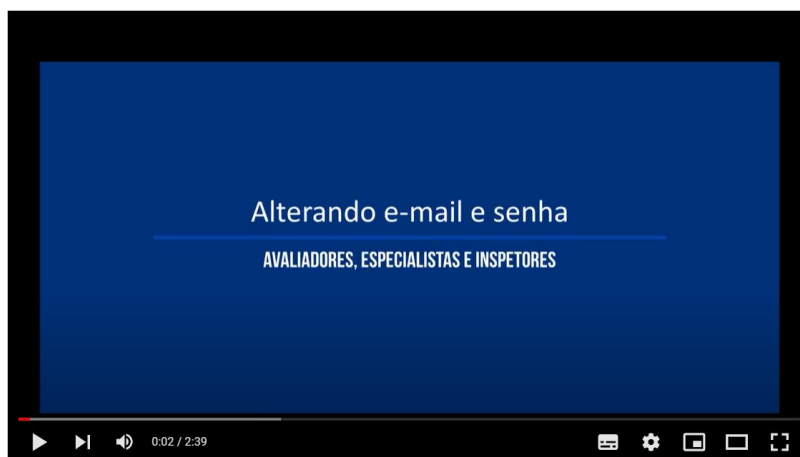 Alterando e-mail e senha
AVALIADORES, ESPECIALISTAS E INSPETORES
0:02 / 2:39